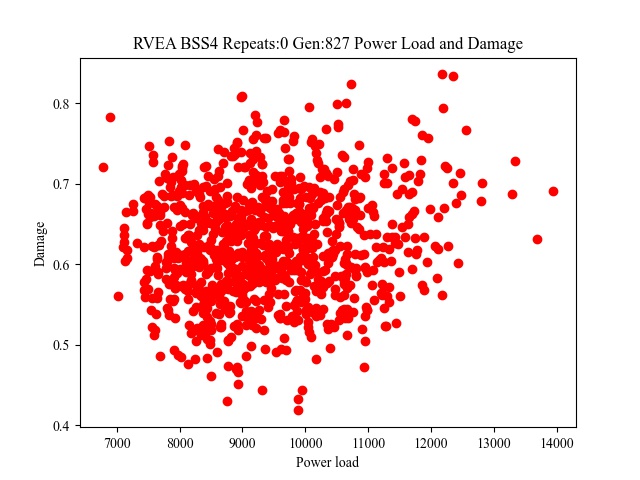 RVEA BSS4 Repeats:0 Gen:827 Power Load and Damage
0.8
0.7
0.6
0.5
0.4
Damage
7000 8000 9000 10000 11000 12000 13000 14000
Power load